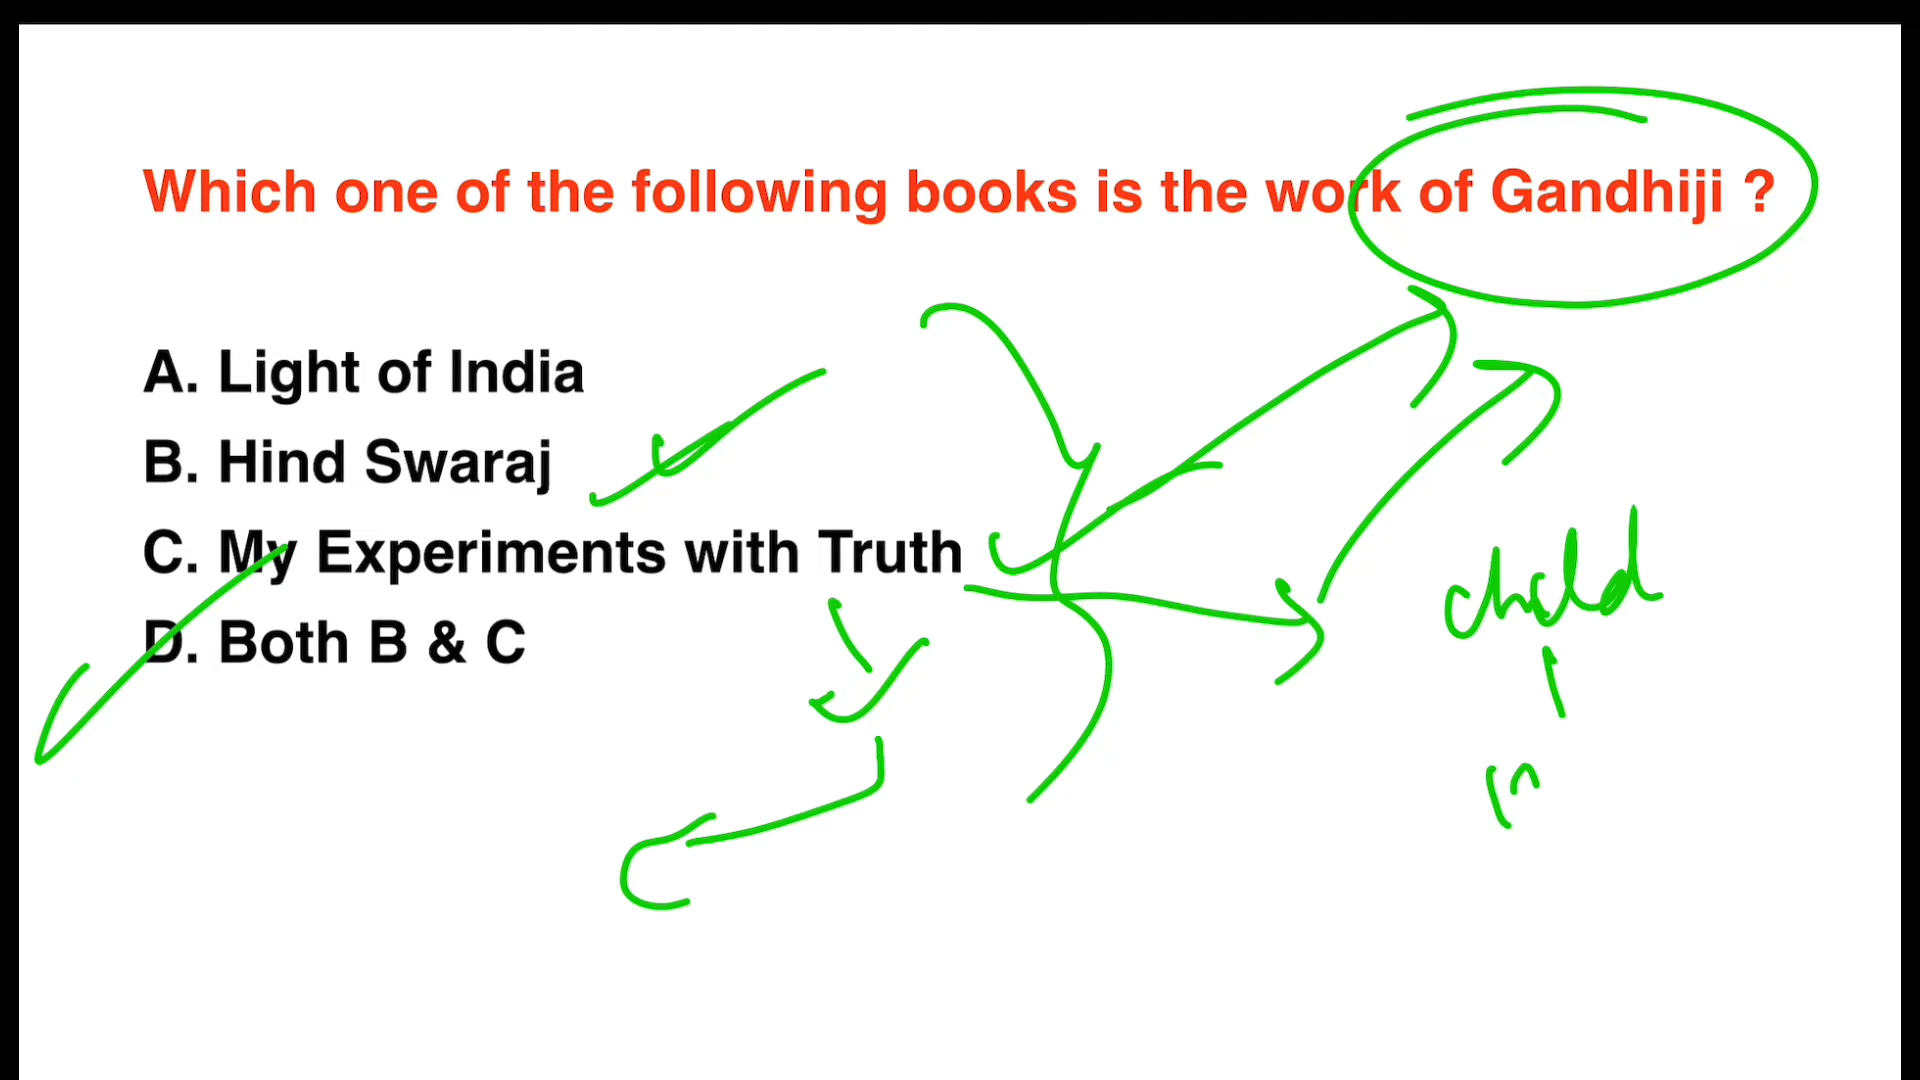 Which one of the following books is the work of Gandhiji ?
A. Light of India
B. Hind Swaraj
C. My Experiments with Truth
D. Both B & C